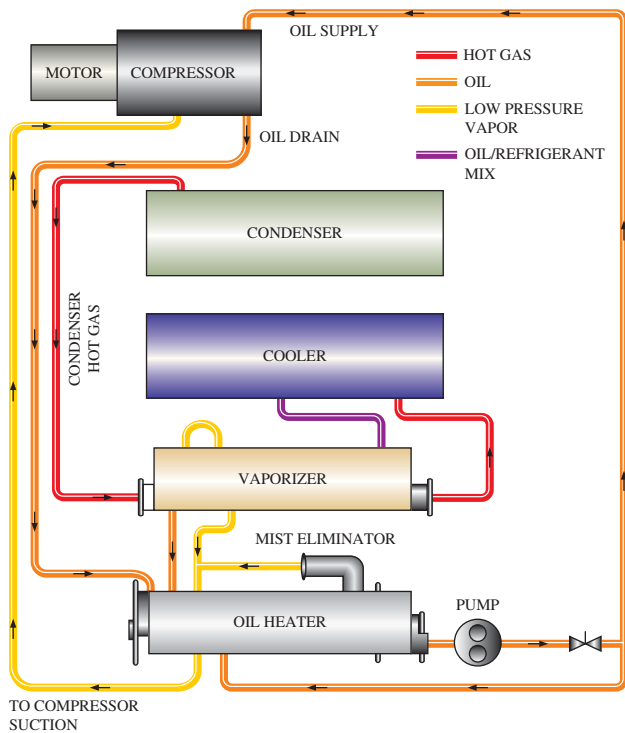 OIL SUPPLY
MOTOR
COMPRESSOR
HOT GAS
OIL
LOW PRESSURE
VAPOR
OIL/REFRIGERANT
MIX
OIL DRAIN
CONDENSER
CONDENSER
HOT GAS
COOLER
VAPORIZER
MIST ELIMINATOR
OIL HEATER
PUMP
TO COMPRESSOR
SUCTION